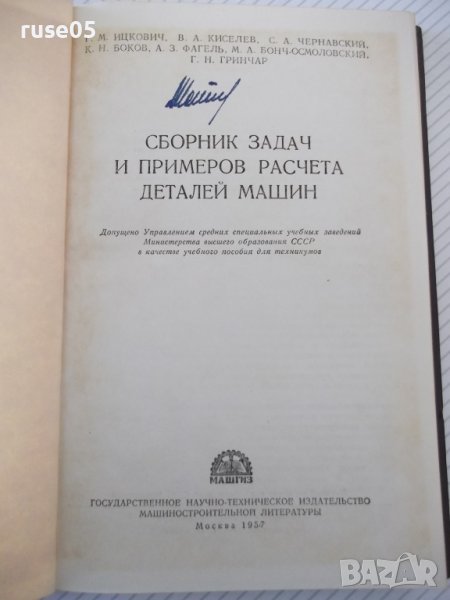 ruse05
Г. М. ИЦКОВИЧ, В. А. КИСЕЛЕВ, С. А. ЧЕРНАВСКИЙ,
К. Н. БОКОВ, А. З. ФАГЕЛЬ, М. А. БОНЧ-ОСМОЛОВСКИЙ,
Г. Н. ГРИНЧАР
СБОРНИК ЗАДАЧ
И ПРИМЕРОВ РАСЧЕТА
ДЕТАЛЕЙ МАШИН
Допущено Управлением средних специальных учебных заведений
Министерства высшего образования СССР
в качестве учебного пособия для техникумов
МАШГИЗ
ГОСУДАРСТВЕННОЕ НАУЧНО-ТЕХНИЧЕСКОЕ ИЗДАТЕЛЬСТВО
МАШИНОСТРОИТЕЛЬНОЙ ЛИТЕРАТУРЫ
Москва 1957
BAZAR